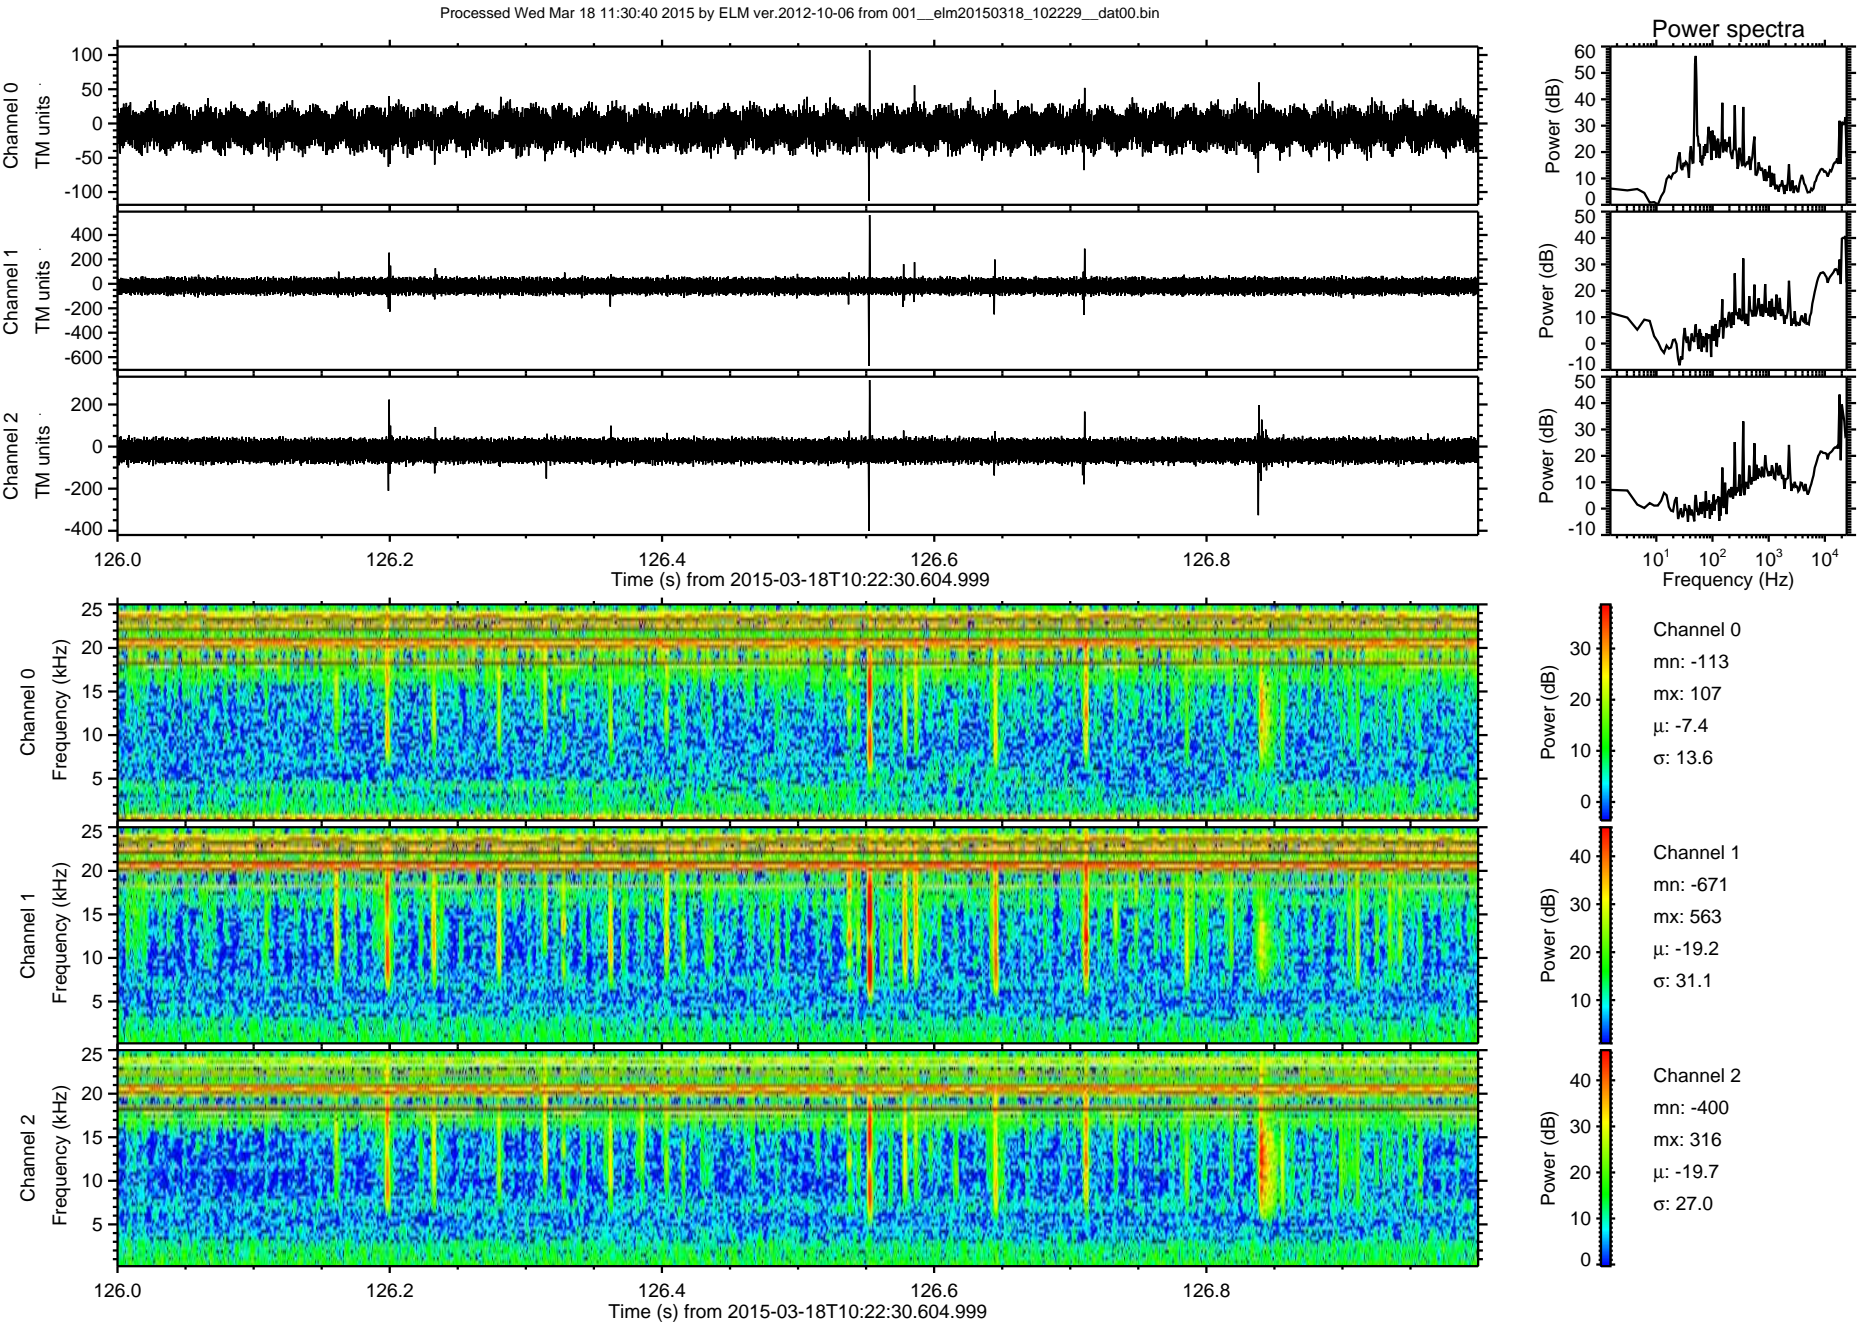 Processed Wed Mar 18 11:30:40 2015 by ELM ver.2012-10-06 from 001__elm20150318_102229__dat00.bin
Power spectra
Channel 0
TM units
100
50
0
-50
-100
Power (dB)
60
50
40
30
20
10
0
Channel 1
TM units
400
200
0
-200
-400
-600
Power (dB)
50
40
30
20
10
0
-10
Channel 2
TM units
200
0
-200
-400
Power (dB)
50
40
30
20
10
0
-10
126.0 126.2 126.4 126.6 126.8
Time (s) from 2015-03-18T10:22:30.604.999
10^1 10^2 10^3 10^4
Frequency (Hz)
Channel 0
Frequency (kHz)
25
20
15
10
5
Power (dB)
30
20
10
0
Channel 0
mn: -113
mx: 107
µ: -7.4
σ: 13.6
Channel 1
Frequency (kHz)
25
20
15
10
5
Power (dB)
40
30
20
10
Channel 1
mn: -671
mx: 563
µ: -19.2
σ: 31.1
Channel 2
Frequency (kHz)
25
20
15
10
5
Power (dB)
40
30
20
10
0
Channel 2
mn: -400
mx: 316
µ: -19.7
σ: 27.0
126.0 126.2 126.4 126.6 126.8
Time (s) from 2015-03-18T10:22:30.604.999